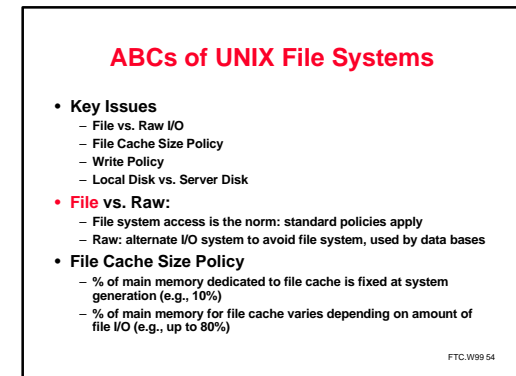 ABCs of UNIX File Systems
• Key Issues
– File vs. Raw I/O
– File Cache Size Policy
– Write Policy
– Local Disk vs. Server Disk
• File vs. Raw:
– File system access is the norm: standard policies apply
– Raw: alternate I/O system to avoid file system, used by data bases
• File Cache Size Policy
– % of main memory dedicated to file cache is fixed at system
generation (e.g., 10%)
– % of main memory for file cache varies depending on amount of
file I/O (e.g., up to 80%)
FTC.W99 54